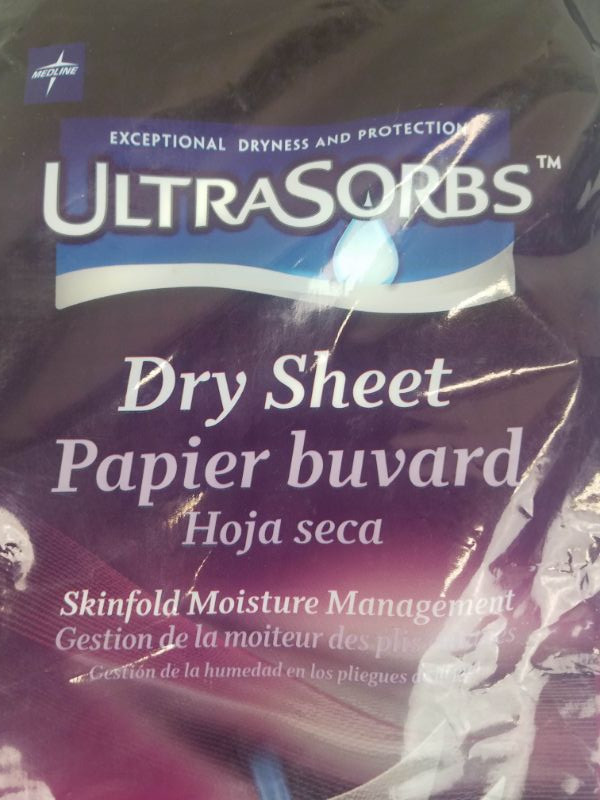 MEDLINE
EXCEPTIONAL DRYNESS AND PROTECTION
ULTRASORBS™
Dry Sheet
Papier buvard
Hoja seca
Skinfold Moisture Management
Gestion de la moiteur des plis
Gestión de la humedad en los pliegues